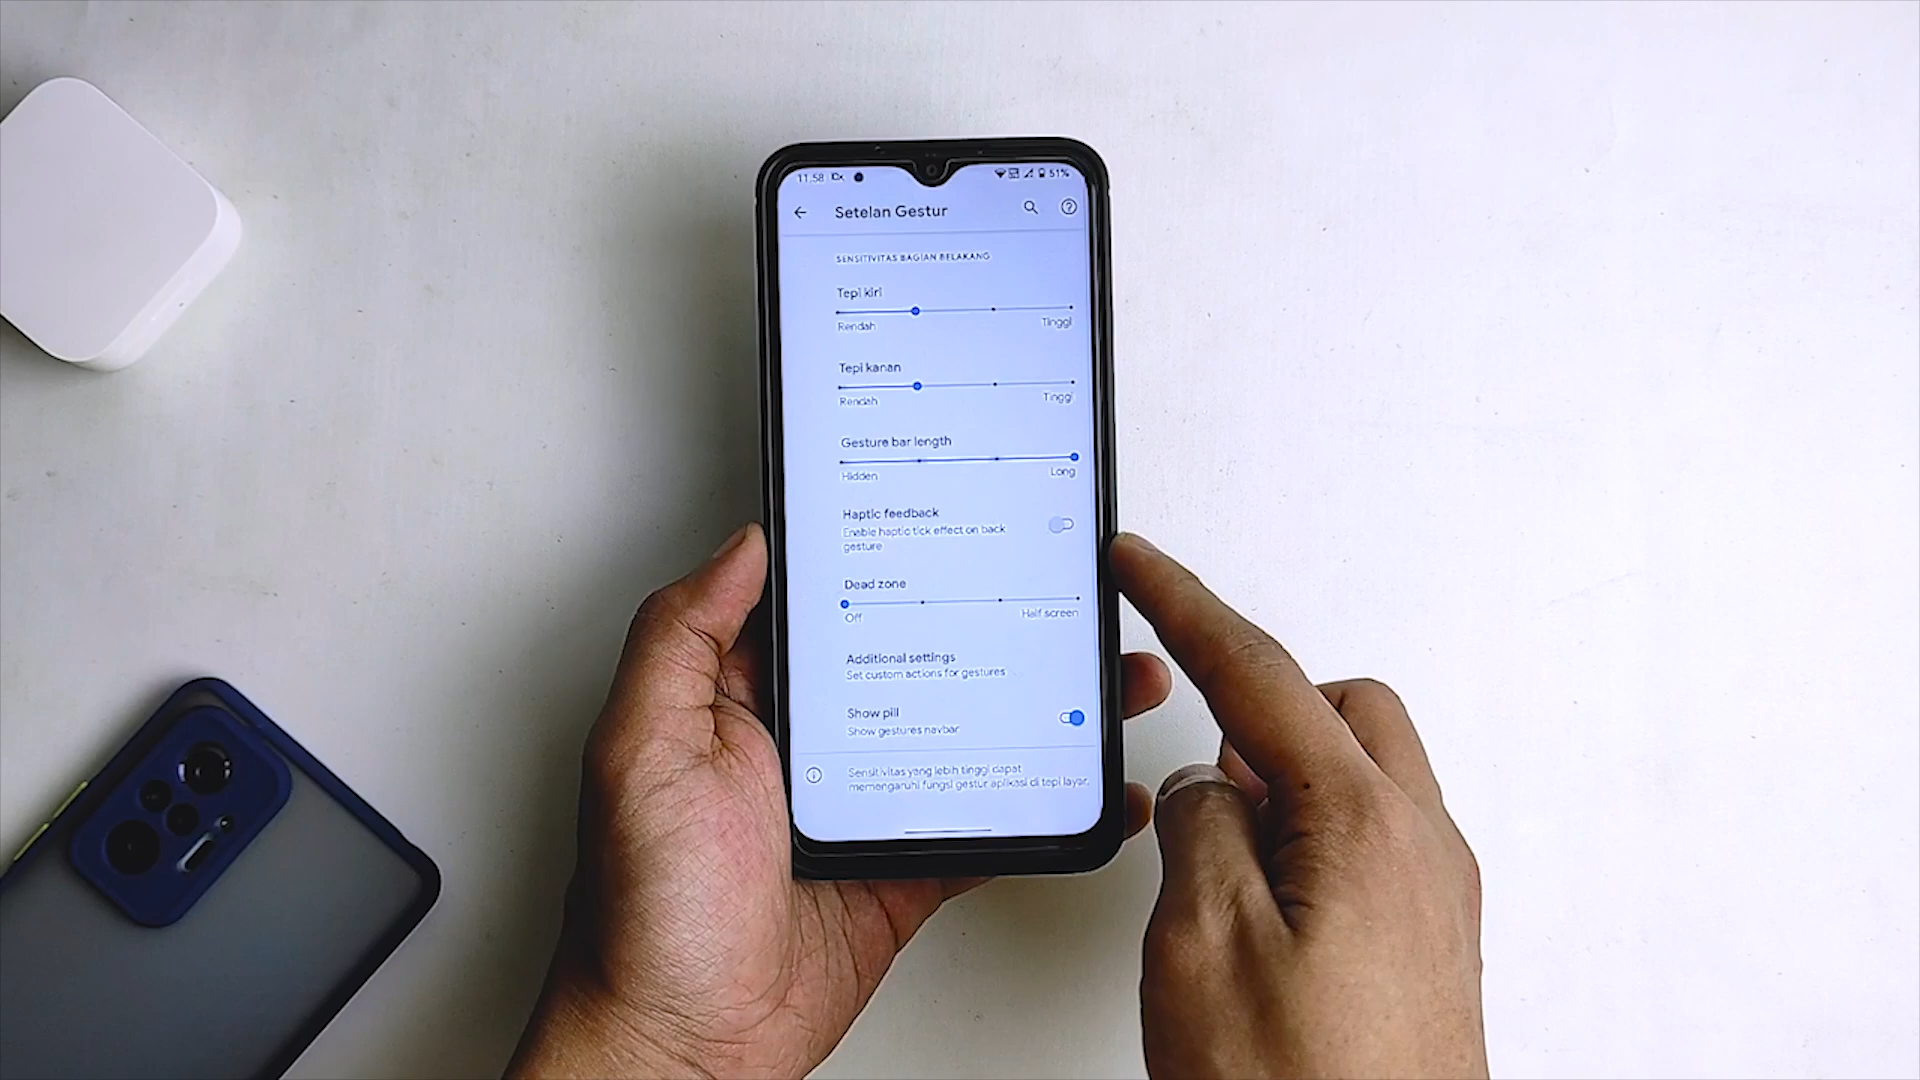 11.58
51%
Setelan Gestur
SENSITIVITAS BAGIAN BELAKANG
Tepi kiri
Rendah Tinggi
Tepi kanan
Rendah Tinggi
Gesture bar length
Hidden Long
Haptic feedback
Enable haptic tick effect on back
gesture
Dead zone
Off Half screen
Additional settings
Set custom actions for gestures
Show pill
Show gestures navbar
Sensitivitas yang lebih tinggi dapat
memengaruhi fungsi gestur aplikasi di tepi layar.